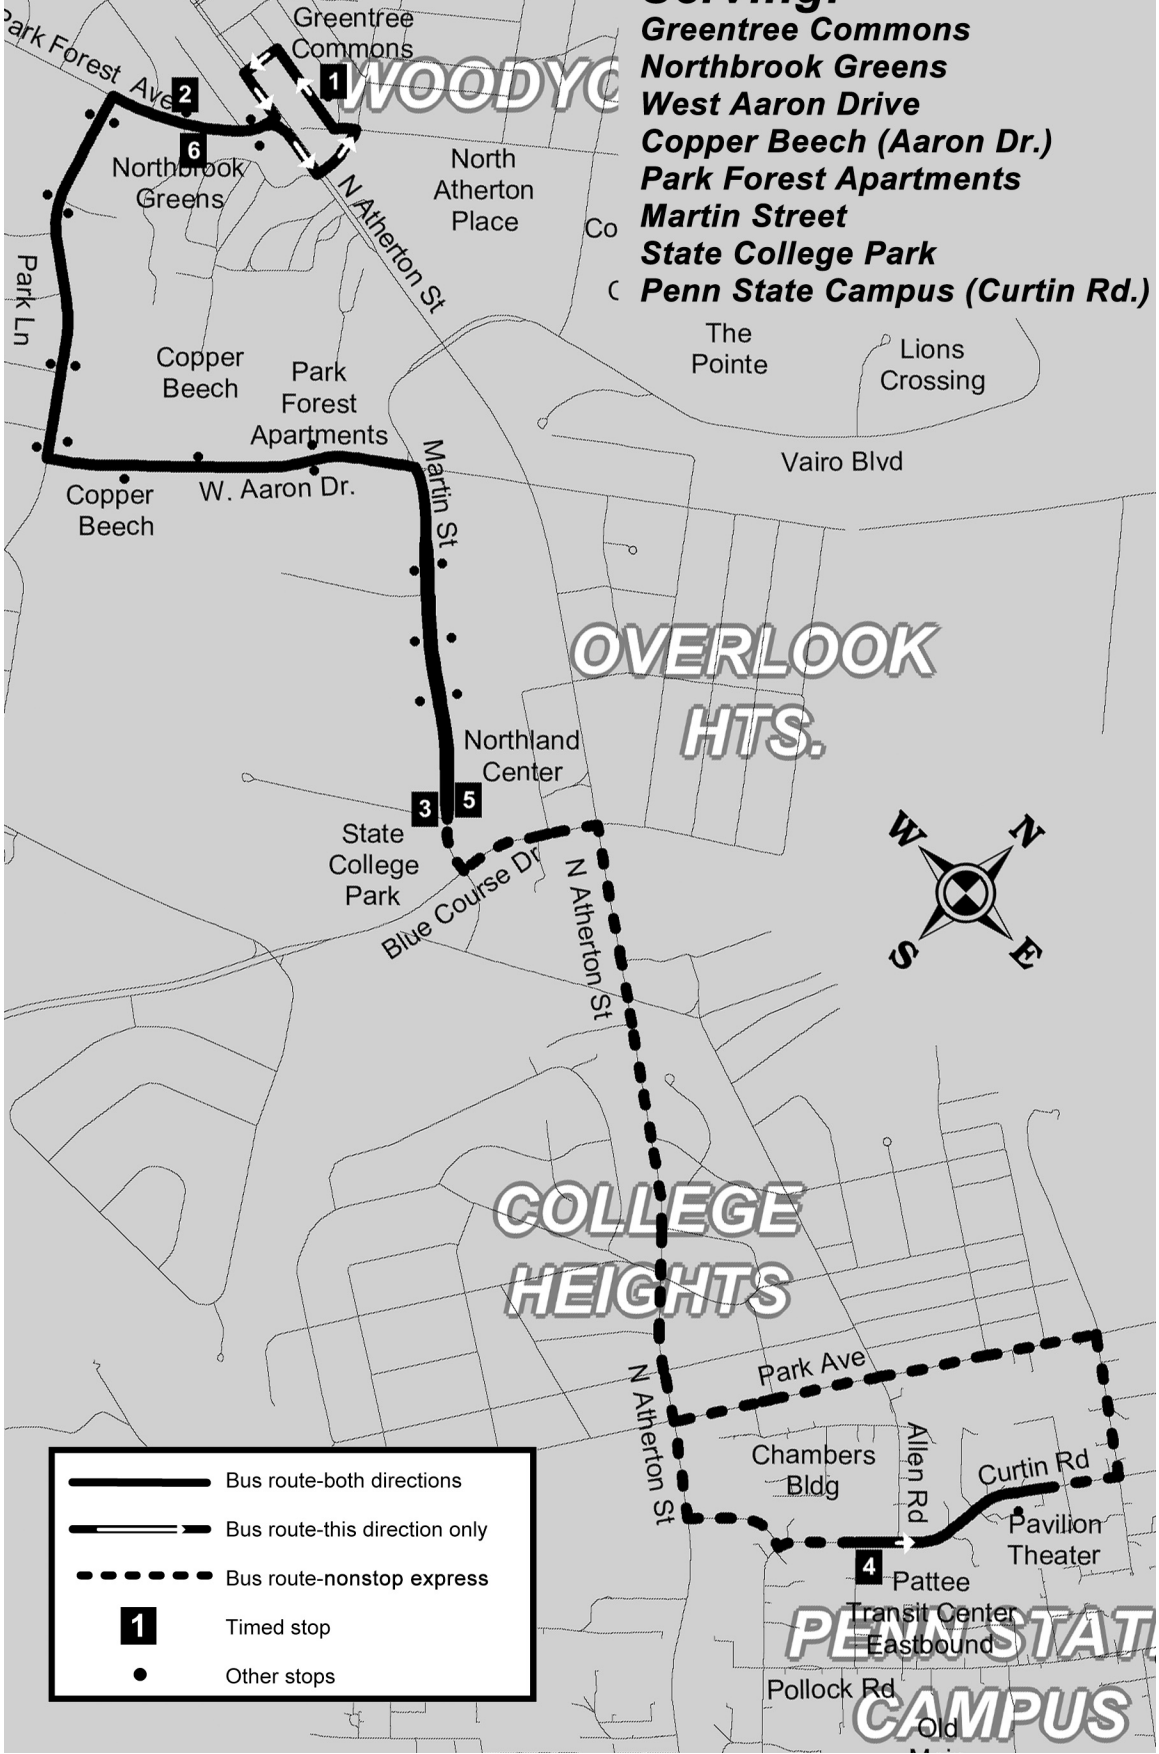 Serving:
Greentree Commons
Northbrook Greens
West Aaron Drive
Copper Beech (Aaron Dr.)
Park Forest Apartments
Martin Street
State College Park
Penn State Campus (Curtin Rd.)
Greentree
Commons
Park Forest Ave
2
1
6
Northbrook
Greens
North
Atherton
Place
Co
N Atherton St
Park Ln
The
Pointe
Lions
Crossing
Copper
Beech
Park
Forest
Apartments
Vairo Blvd
Martin St
Copper
Beech
W. Aaron Dr.
OVERLOOK
HTS.
Northland
Center
3
5
State
College
Park
Blue Course Dr
N Atherton St
W
N
S
E
COLLEGE
HEIGHTS
Park Ave
N Atherton St
Chambers
Bldg
Allen Rd
Curtin Rd
Pavilion
Theater
4
Pattee
Transit Center
Eastbound
PENN STAT
CAMPUS
Pollock Rd
Old
Bus route-both directions
Bus route-this direction only
Bus route-nonstop express
1 Timed stop
Other stops